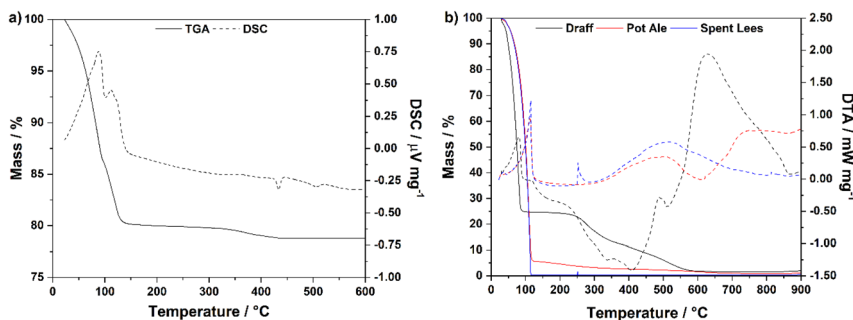 a)
TGA
DSC
100
95
90
85
80
75
Mass / %
1.00
0.75
0.50
0.25
0.00
-0.25
-0.50
-0.75
-1.00
DSC / µV mg-1
0 100 200 300 400 500 600
Temperature / °C
b)
Draff
Pot Ale
Spent Lees
100
90
80
70
60
50
40
30
20
10
0
Mass / %
2.50
2.00
1.50
1.00
0.50
0.00
-0.50
-1.00
-1.50
DTA / mW mg-1
0 100 200 300 400 500 600 700 800 900
Temperature / °C